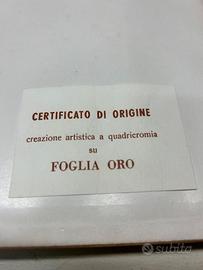 CERTIFICATO DI ORIGINE
creazione artistica a quadricromia
su
FOGLIA ORO
subito